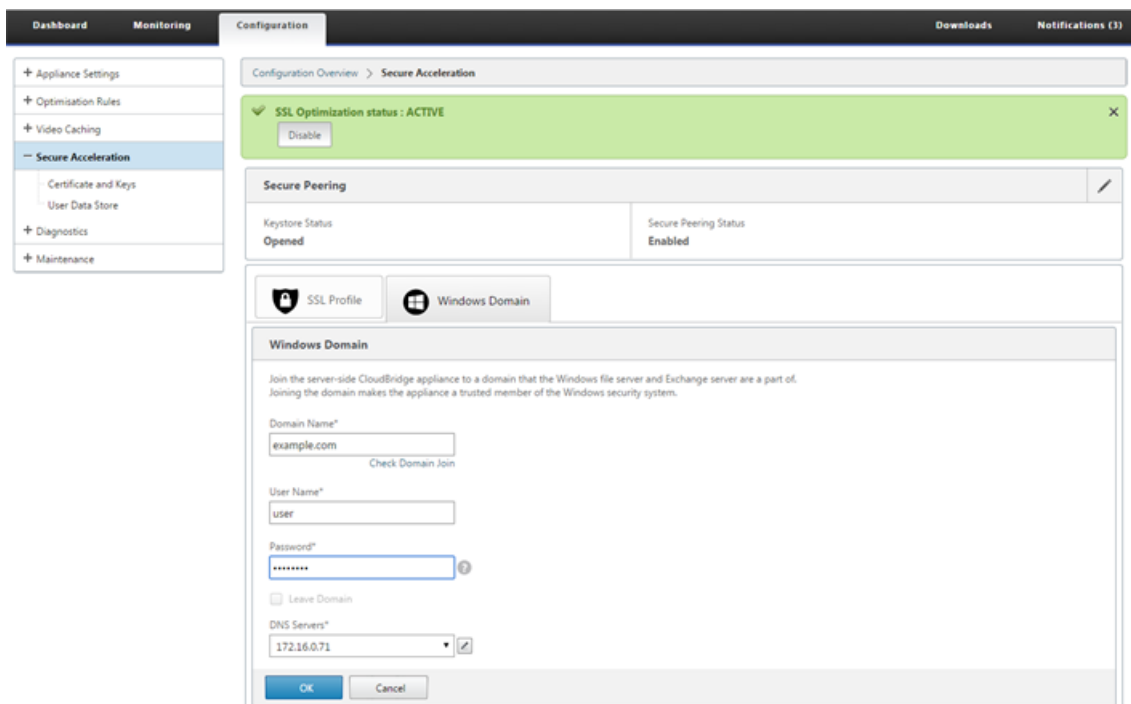 Dashboard Monitoring Configuration Downloads Notifications (3)
+ Appliance Settings
+ Optimisation Rules
+ Video Caching
− Secure Acceleration
Certificate and Keys
User Data Store
+ Diagnostics
+ Maintenance
Configuration Overview > Secure Acceleration
SSL Optimization status : ACTIVE
Disable
Secure Peering
Keystore Status
Opened
Secure Peering Status
Enabled
SSL Profile
Windows Domain
Windows Domain
Join the server-side CloudBridge appliance to a domain that the Windows file server and Exchange server are a part of.
Joining the domain makes the appliance a trusted member of the Windows security system.
Domain Name*
example.com
Check Domain Join
User Name*
user
Password*
••••••••
Leave Domain
DNS Servers*
172.16.0.71
OK Cancel